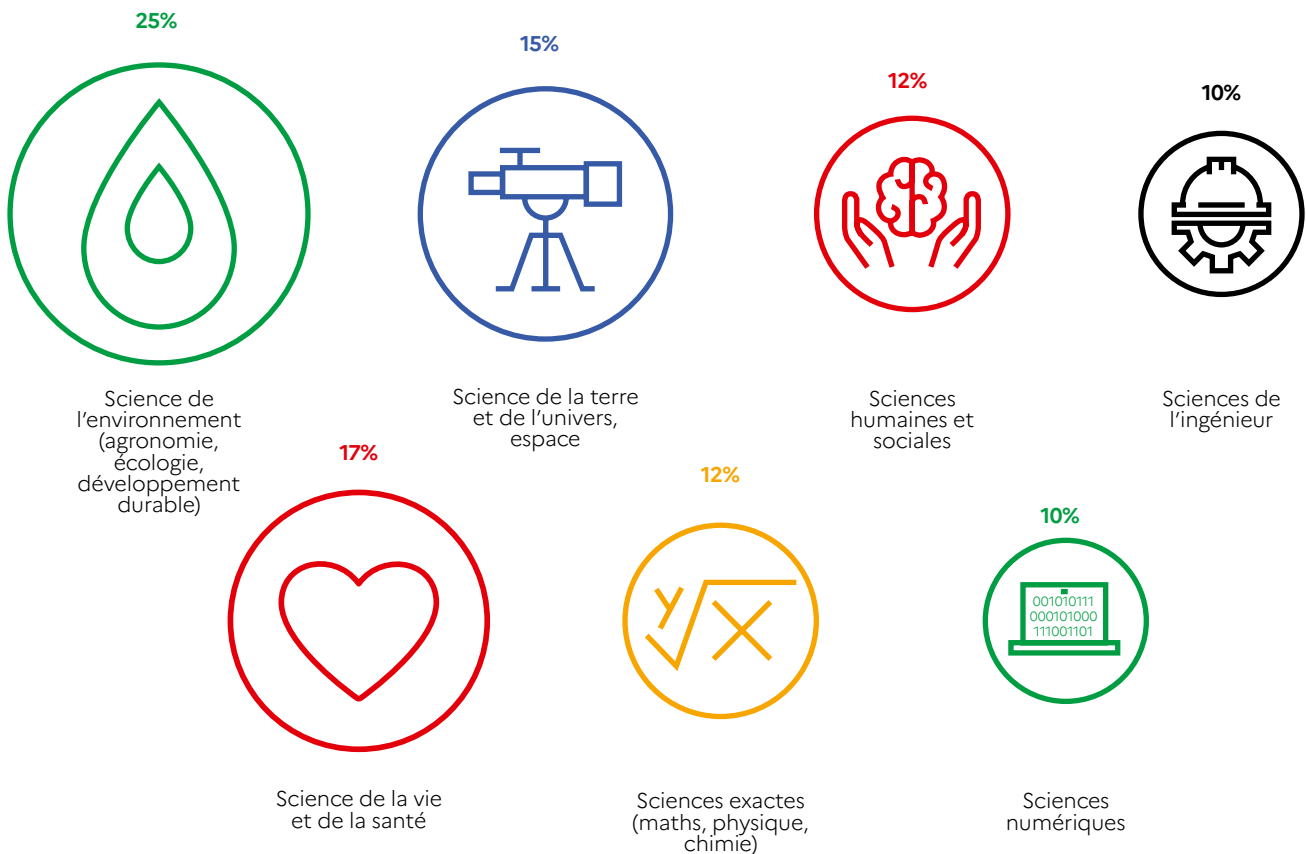 25%
Science de
l'environnement
(agronomie,
écologie,
développement
durable)
15%
Science de la terre
et de l'univers,
espace
12%
Sciences
humaines et
sociales
10%
Sciences de
l'ingénieur
17%
Science de la vie
et de la santé
12%
y
x
Sciences exactes
(maths, physique,
chimie)
10%
001010111
000101000
111001101
Sciences
numériques